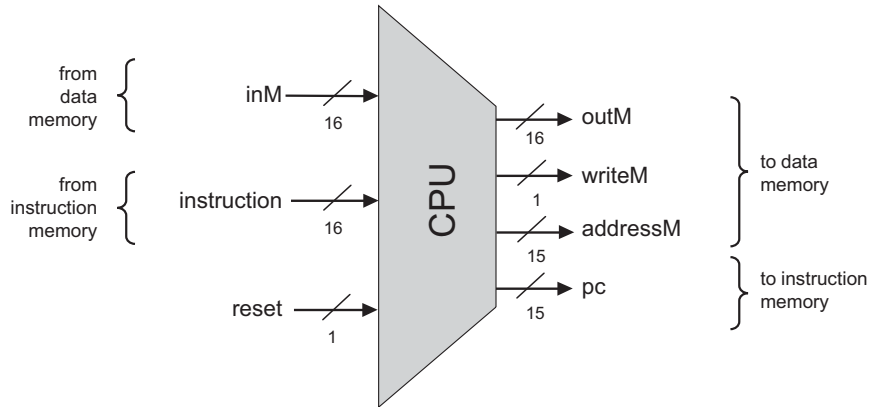 from
data
memory
inM
16
from
instruction
memory
instruction
16
reset
1
CPU
outM
16
writeM
1
addressM
15
pc
15
to data
memory
to instruction
memory